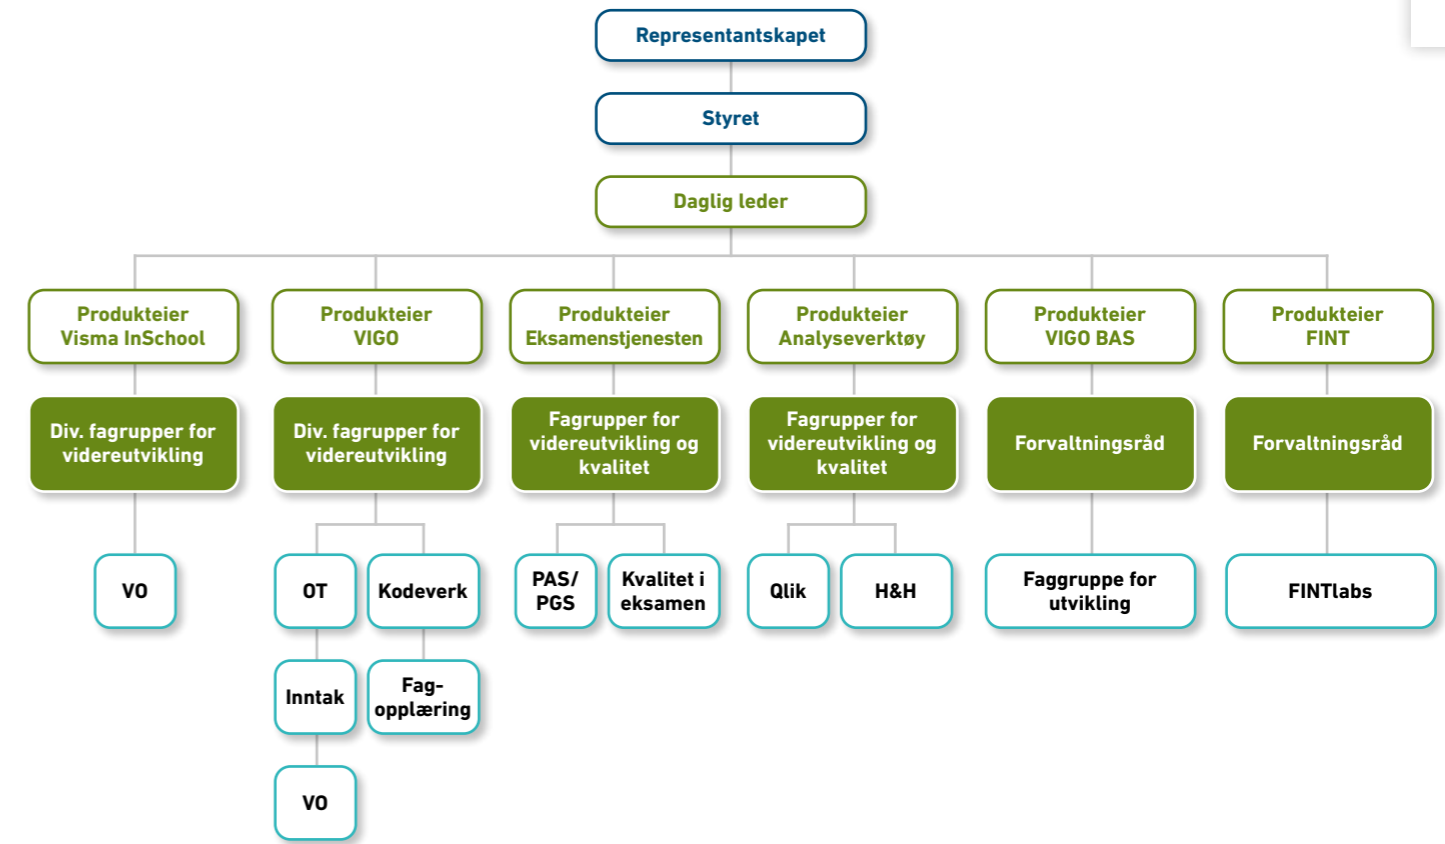 Representantskapet
Styret
Daglig leder
Produkteier
Visma InSchool
Produkteier
VIGO
Produkteier
Eksamenstjenesten
Produkteier
Analyseverktøy
Produkteier
VIGO BAS
Produkteier
FINT
Div. fagrupper for
videreutvikling
Div. fagrupper for
videreutvikling
Fagrupper for
videreutvikling og
kvalitet
Fagrupper for
videreutvikling og
kvalitet
Forvaltningsråd
Forvaltningsråd
VO
OT
Kodeverk
PAS/
PGS
Kvalitet i
eksamen
Qlik
H&H
Faggruppe for
utvikling
FINTlabs
Inntak
Fag-
opplæring
VO